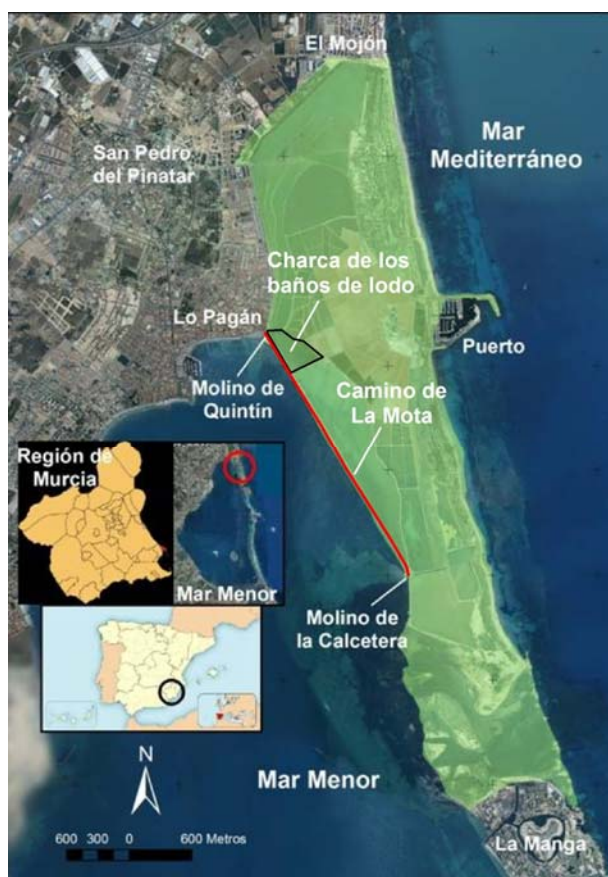 El Mojón
Mar
Mediterráneo
San Pedro
del Pinatar
Charca de los
baños de lodo
Lo Pagán
Puerto
Molino de
Quintín
Camino de
La Mota
Región de
Murcia
Mar Menor
Molino de
la Calcetera
N
Mar Menor
600 300 0 600 Metros
La Manga